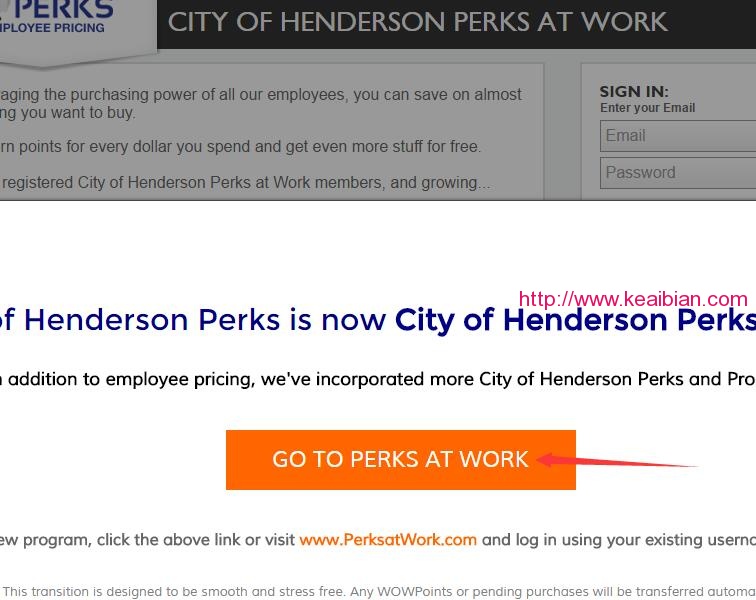 PERKS
CITY OF HENDERSON PERKS AT WORK
MPLOYEE PRICING
aging the purchasing power of all our employees, you can save on almost
ng you want to buy.
rn points for every dollar you spend and get even more stuff for free.
registered City of Henderson Perks at Work members, and growing...
SIGN IN:
Enter your Email
Email
Password
http://www.keaibian.com
of Henderson Perks is now City of Henderson Perks
n addition to employee pricing, we've incorporated more City of Henderson Perks and Pro
GO TO PERKS AT WORK
ew program, click the above link or visit www.PerksatWork.com and log in using your existing userna
This transition is designed to be smooth and stress free. Any WOWPoints or pending purchases will be transferred automa